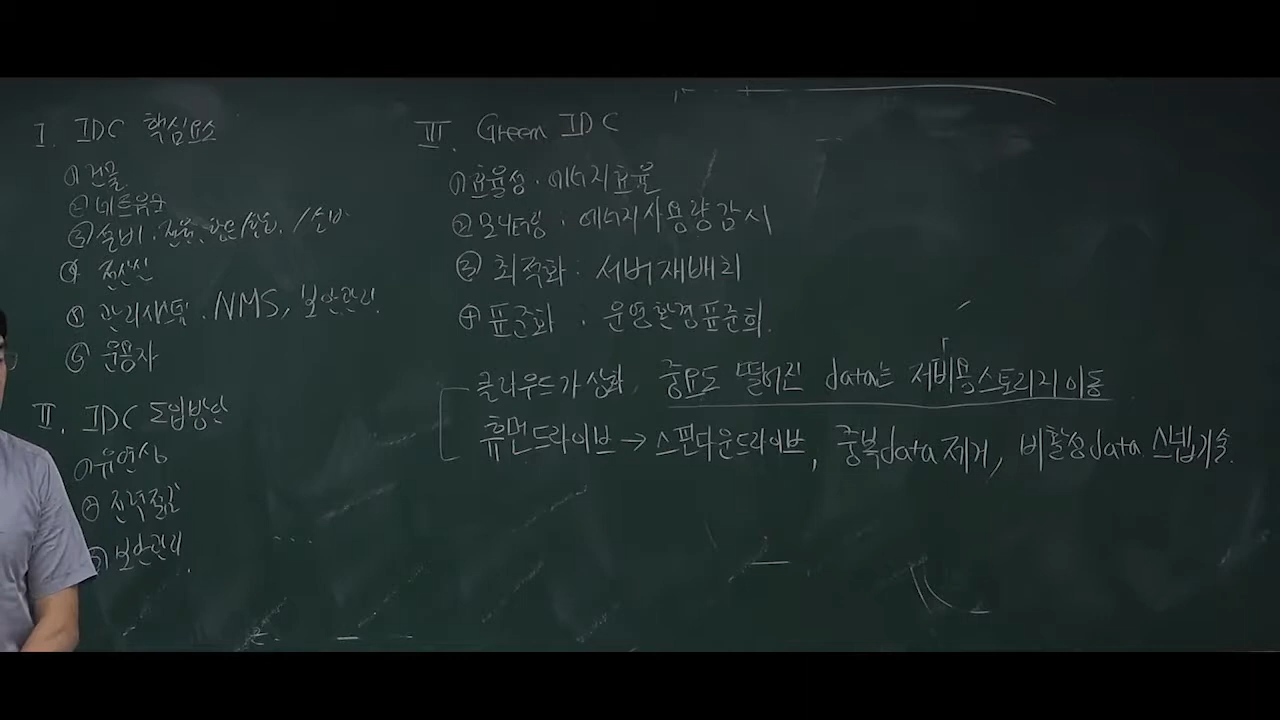 I. IDC 핵심요소
① 건물
② 네트워크
③ 설비. 전원, 항온/항습. /소방
④ 전산실
⑤ 관리채널. NMS, 보안관리.
⑥ 운용자
II. IDC 도입방안
① 유연성
② 전력절감
③ 보안관리.
III. Green IDC
① 효율성. 에너지효율
② 모니터링 : 에너지사용량감시
③ 최적화 : 서버재배치
④ 표준화. 운영환경표준화.
클라우드가상화, 중요도 떨어진 data는 저비용스토리지이동
휴먼드라이브 → 스핀다운드라이브, 중복data제거, 비활성data 스냅기술.